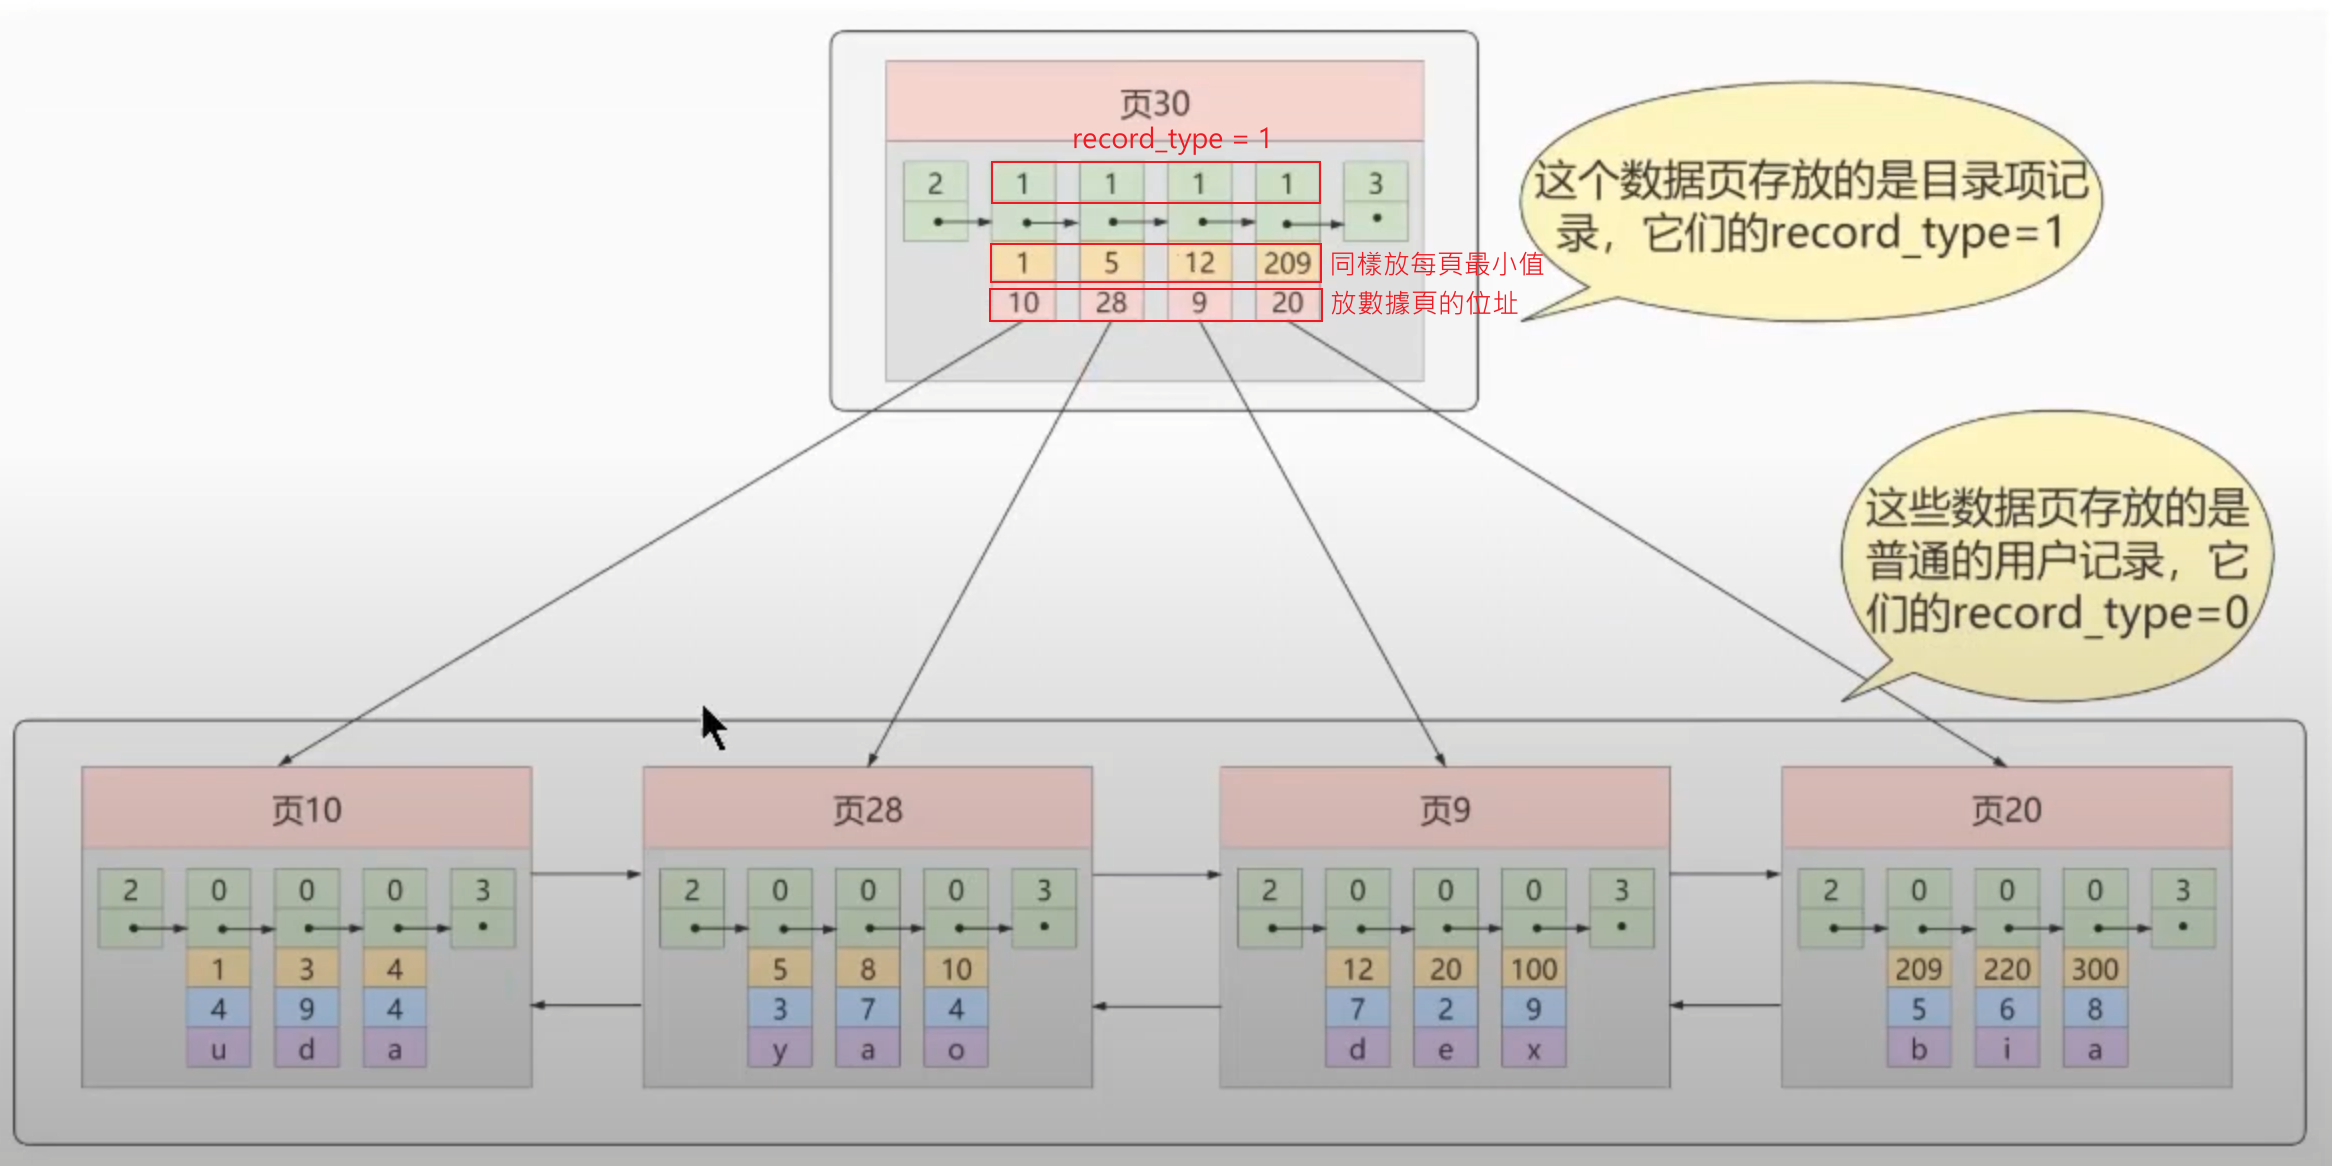 页30
record_type = 1
2 1 1 1 1 3
1 5 12 209 同樣放每頁最小值
10 28 9 20 放數據頁的位址
这个数据页存放的是目录项记
录，它们的record_type=1
这些数据页存放的是
普通的用户记录，它
们的record_type=0
页10
2 0 0 0 3
1 3 4
4 9 4
u d a
页28
2 0 0 0 3
5 8 10
3 7 4
y a o
页9
2 0 0 0 3
12 20 100
7 2 9
d e x
页20
2 0 0 0 3
209 220 300
5 6 8
b i a